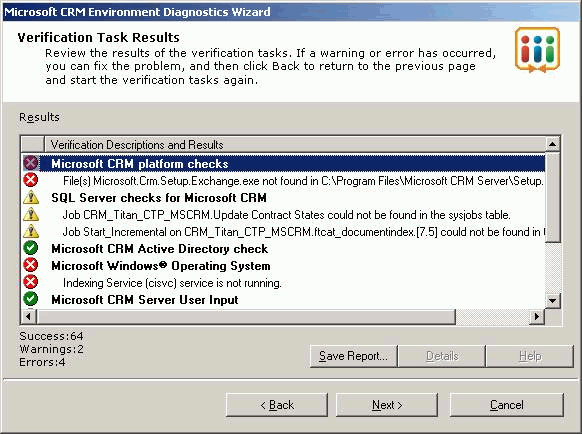 Microsoft CRM Environment Diagnostics Wizard
Verification Task Results
Review the results of the verification tasks. If a warning or error has occurred,
you can fix the problem, and then click Back to return to the previous page
and start the verification tasks again.
Results
Verification Descriptions and Results
Microsoft CRM platform checks
File(s) Microsoft.Crm.Setup.Exchange.exe not found in C:\Program Files\Microsoft CRM Server\Setup.
SQL Server checks for Microsoft CRM
Job CRM_Titan_CTP_MSCRM.Update Contract States could not be found in the sysjobs table.
Job Start_Incremental on CRM_Titan_CTP_MSCRM.ftcat_documentindex.[7.5] could not be found in t
Microsoft CRM Active Directory check
Microsoft Windows® Operating System
Indexing Service (cisvc) service is not running.
Microsoft CRM Server User Input
Success:64
Warnings:2
Errors:4
Save Report... Details Help
< Back Next > Cancel